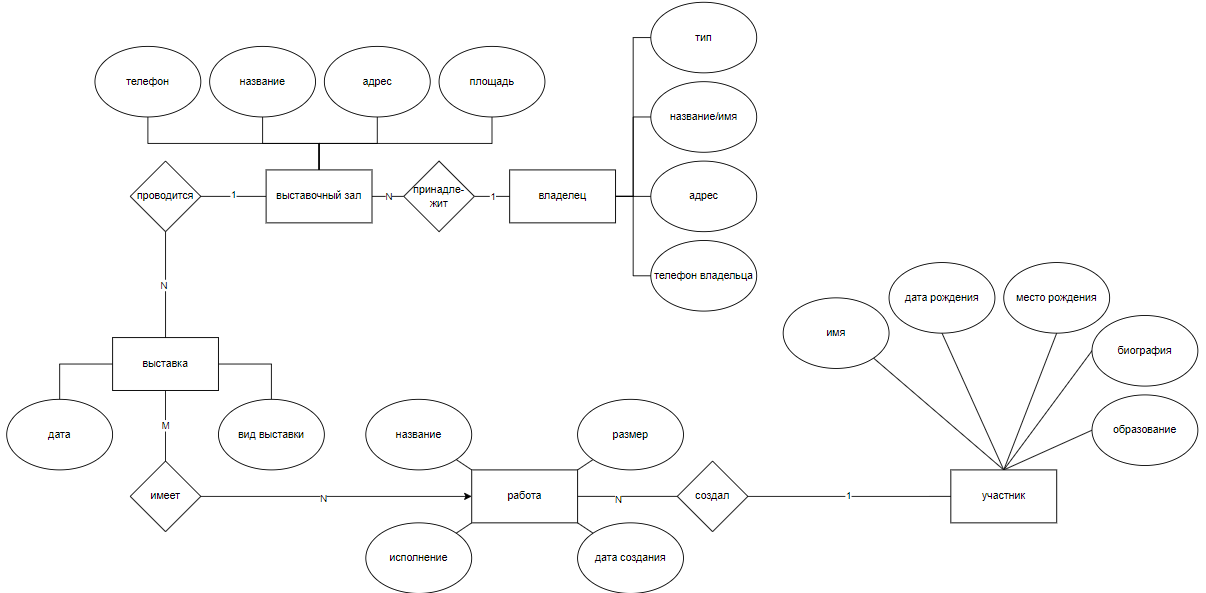 тип
телефон
название
адрес
площадь
название/имя
проводится
1
выставочный зал
N
принадле-
жит
1
владелец
адрес
телефон владельца
N
дата рождения
место рождения
имя
биография
выставка
дата
M
вид выставки
название
размер
образование
имеет
N
работа
N
создал
1
участник
исполнение
дата создания